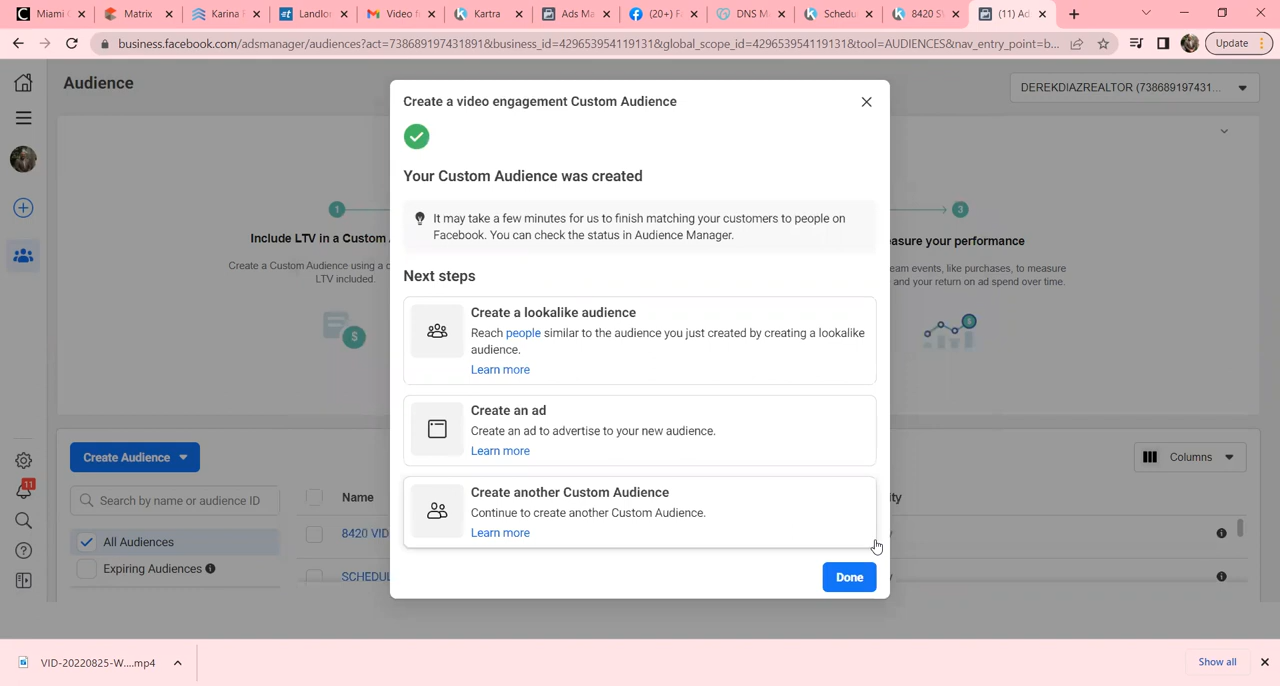 Miami C
Matrix
Karina
Landlor
Video f
Kartra
Ads Ma
(20+) F
DNS M
Schedu
8420 S
(11) Ad
business.facebook.com/adsmanager/audiences?act=738689197431891&business_id=4296539541191 31&global_scope_id=429653954119131&tool=AUDIENCES&nav_entry_point=b...
Update
Audience
DEREKDIAZREALTOR (738689197431...
Create a video engagement Custom Audience
Your Custom Audience was created
It may take a few minutes for us to finish matching your customers to people on
Facebook. You can check the status in Audience Manager.
Next steps
Create a lookalike audience
Reach people similar to the audience you just created by creating a lookalike
audience.
Learn more
Create an ad
Create an ad to advertise to your new audience.
Learn more
Create another Custom Audience
Continue to create another Custom Audience.
Learn more
Done
1
Include LTV in a Custom
Create a Custom Audience using a c
LTV included.
3
asure your performance
eam events, like purchases, to measure
and your return on ad spend over time.
Create Audience
Columns
Search by name or audience ID
Name
ty
All Audiences
8420 VID
Expiring Audiences
SCHEDUL
11
VID-20220825-W....mp4
Show all